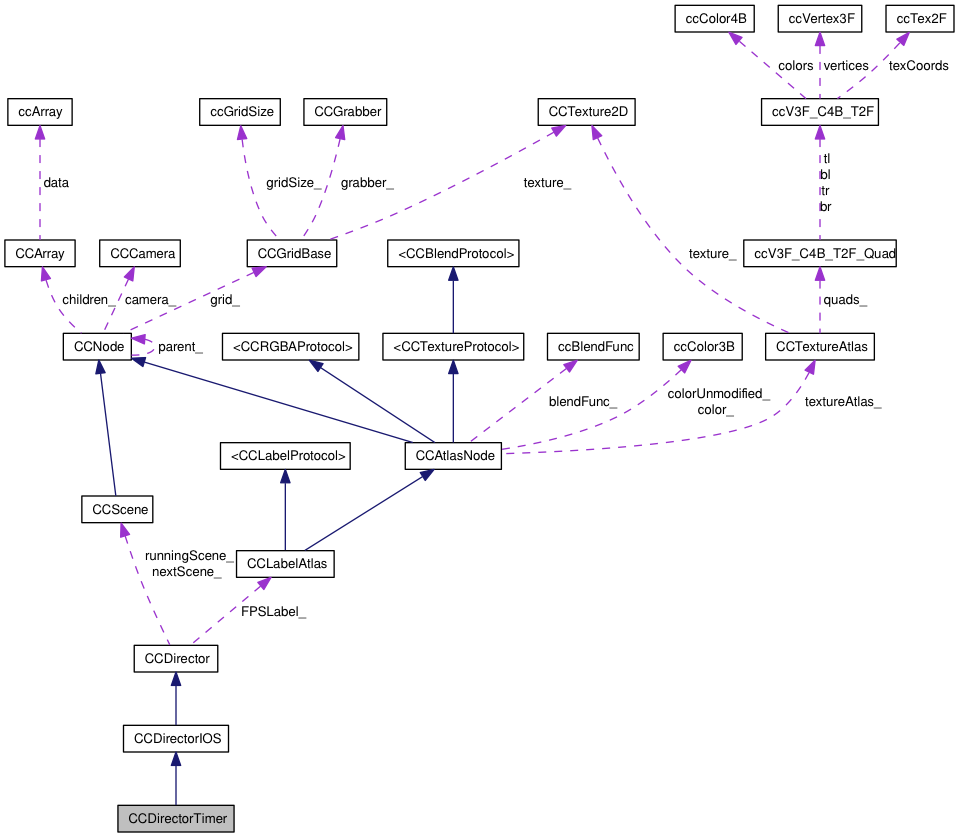 ccColor4B
ccVertex3F
ccTex2F
colors
vertices
texCoords
ccArray
ccGridSize
CCGrabber
CCTexture2D
ccV3F_C4B_T2F
data
gridSize_
grabber_
texture_
tl
bl
tr
br
CCArray
CCCamera
CCGridBase
<CCBlendProtocol>
texture_
ccV3F_C4B_T2F_Quad
children_
camera_
grid_
quads_
CCNode
parent_
<CCRGBAProtocol>
<CCTextureProtocol>
ccBlendFunc
ccColor3B
CCTextureAtlas
blendFunc_
colorUnmodified_
color_
textureAtlas_
<CCLabelProtocol>
CCAtlasNode
CCScene
runningScene_
nextScene_
CCLabelAtlas
FPSLabel_
CCDirector
CCDirectorIOS
CCDirectorTimer